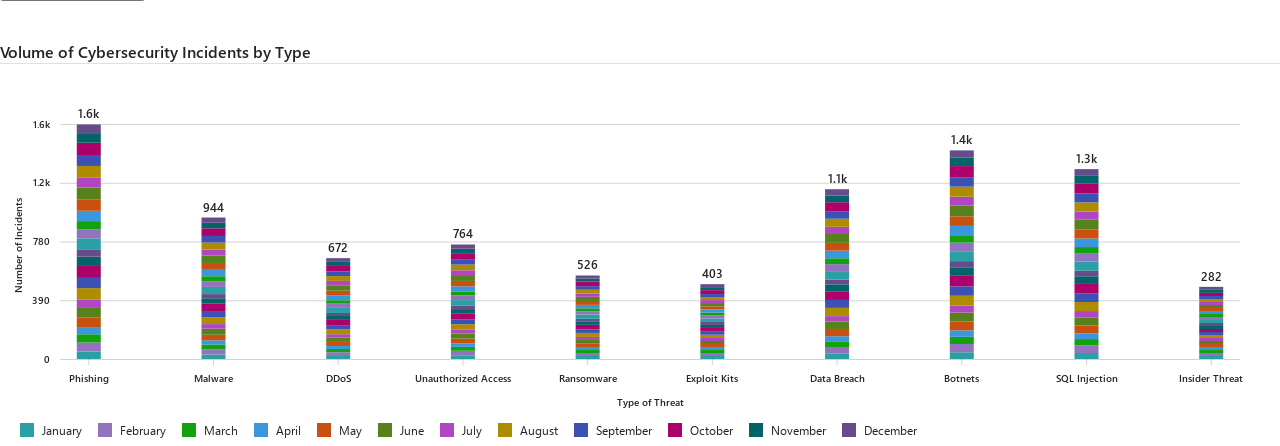 Volume of Cybersecurity Incidents by Type
1.6k
944
672
764
526
403
1.1k
1.4k
1.3k
282
1.6k
1.2k
780
390
0
Number of Incidents
Phishing
Malware
DDoS
Unauthorized Access
Ransomware
Exploit Kits
Data Breach
Botnets
SQL Injection
Insider Threat
Type of Threat
January
February
March
April
May
June
July
August
September
October
November
December